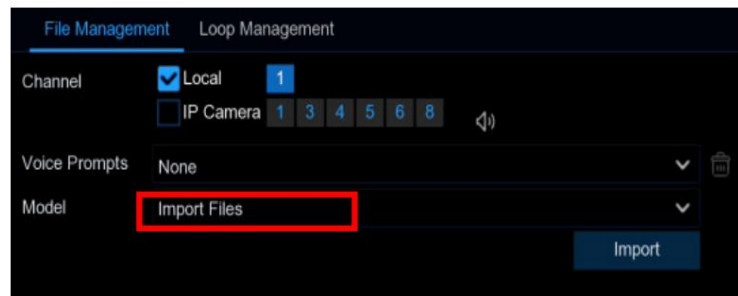 File Management Loop Management
Channel Local 1
IP Camera 1 3 4 5 6 8
Voice Prompts None
Model Import Files
Import